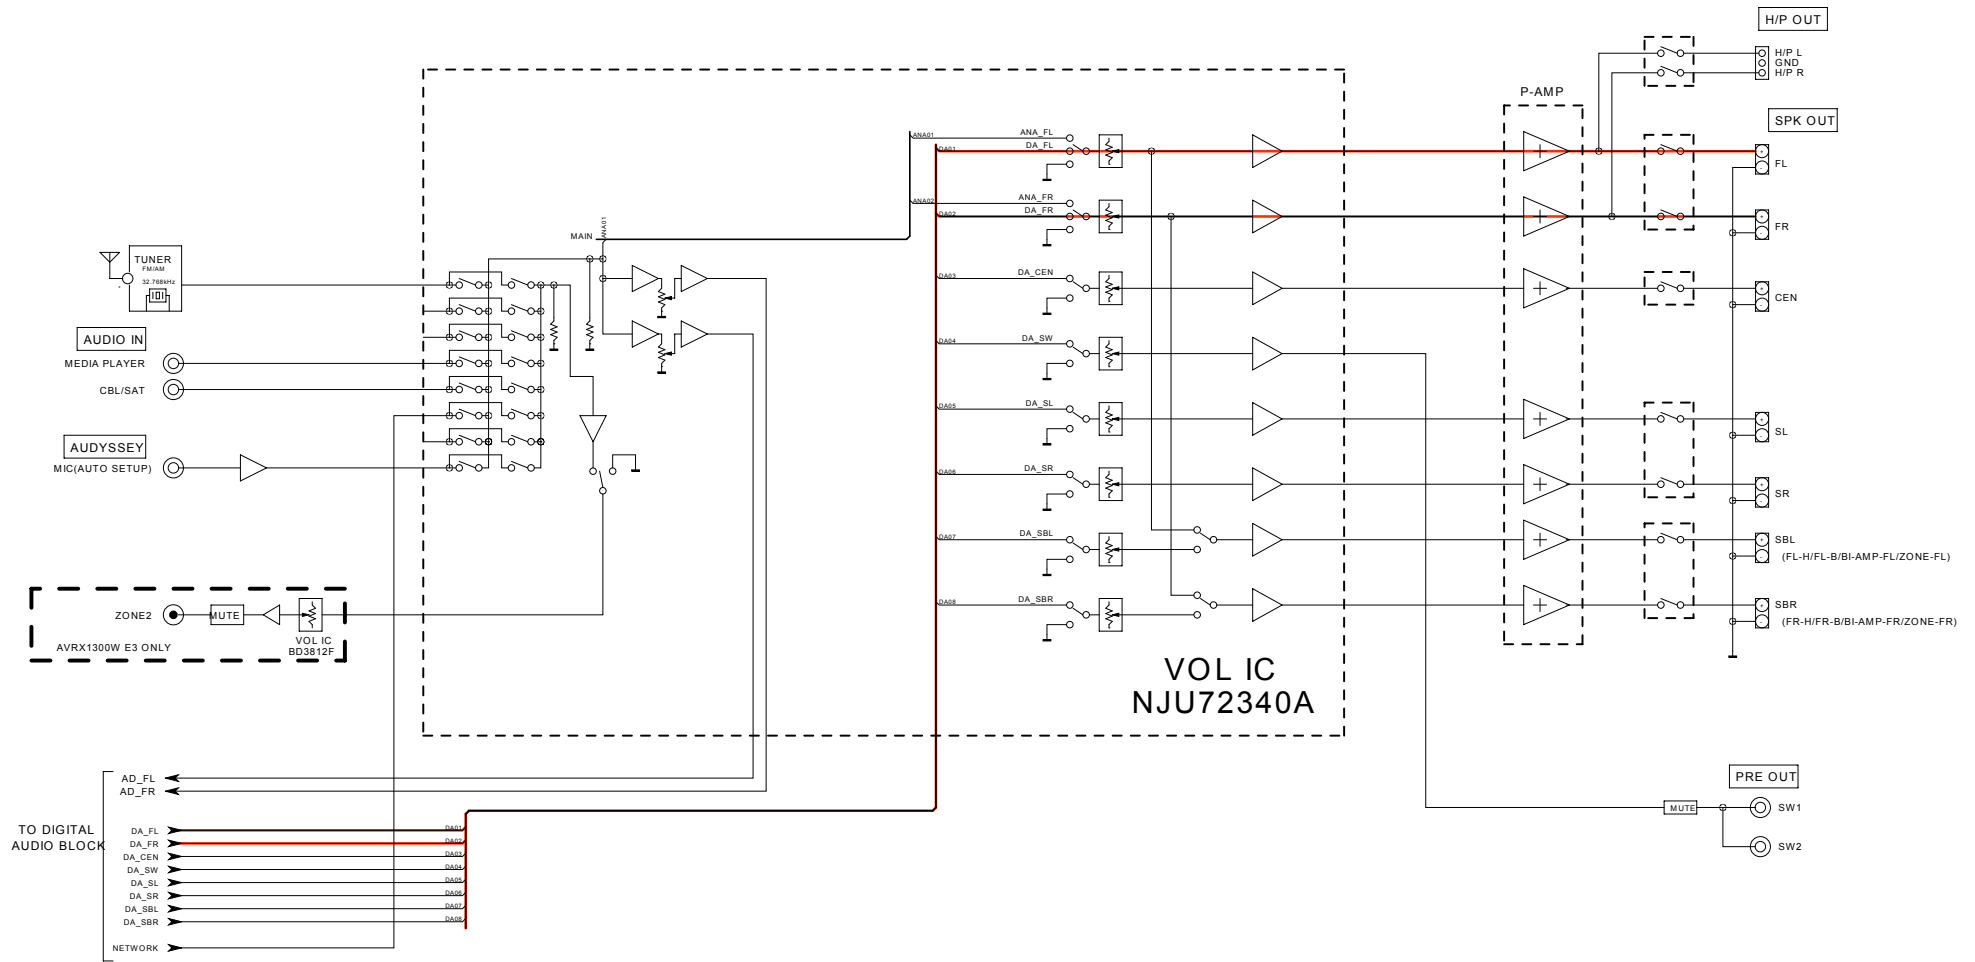 H/P OUT
H/P L
GND
H/P R
P-AMP
SPK OUT
ANA01
ANA_FL
DA01
DA_FL
FL
ANA02
ANA_FR
DA02
DA_FR
FR
MAIN
ANA01
TUNER
FM/AM
32.768kHz
DA03
DA_CEN
CEN
AUDIO IN
MEDIA PLAYER
CBL/SAT
DA04
DA_SW
DA05
DA_SL
SL
AUDYSSEY
MIC(AUTO SETUP)
DA06
DA_SR
SR
DA07
DA_SBL
SBL
(FL-H/FL-B/BI-AMP-FL/ZONE-FL)
DA08
DA_SBR
SBR
(FR-H/FR-B/BI-AMP-FR/ZONE-FR)
ZONE2
MUTE
VOL IC
BD3812F
AVRX1300W E3 ONLY
VOL IC
NJU72340A
PRE OUT
MUTE
SW1
SW2
AD_FL
AD_FR
TO DIGITAL
AUDIO BLOCK
DA_FL
DA01
DA_FR
DA02
DA_CEN
DA03
DA_SW
DA04
DA_SL
DA05
DA_SR
DA06
DA_SBL
DA07
DA_SBR
DA08
NETWORK